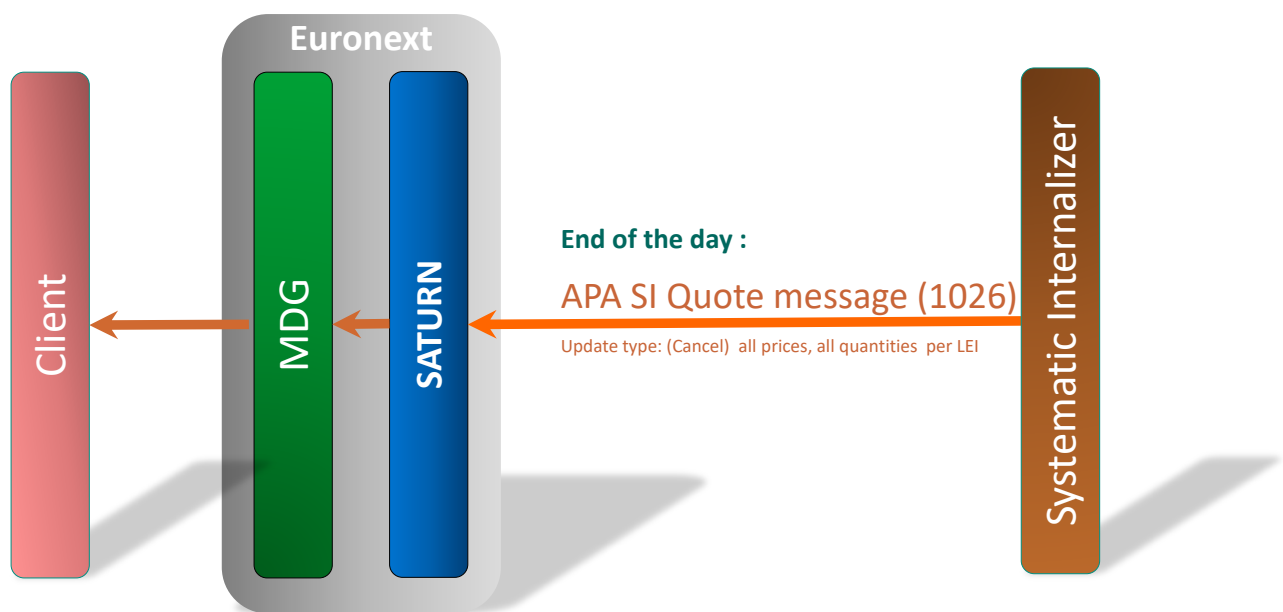 Euronext
Client
MDG
SATURN
End of the day :
APA SI Quote message (1026)
Update type: (Cancel) all prices, all quantities per LEI
Systematic Internalizer